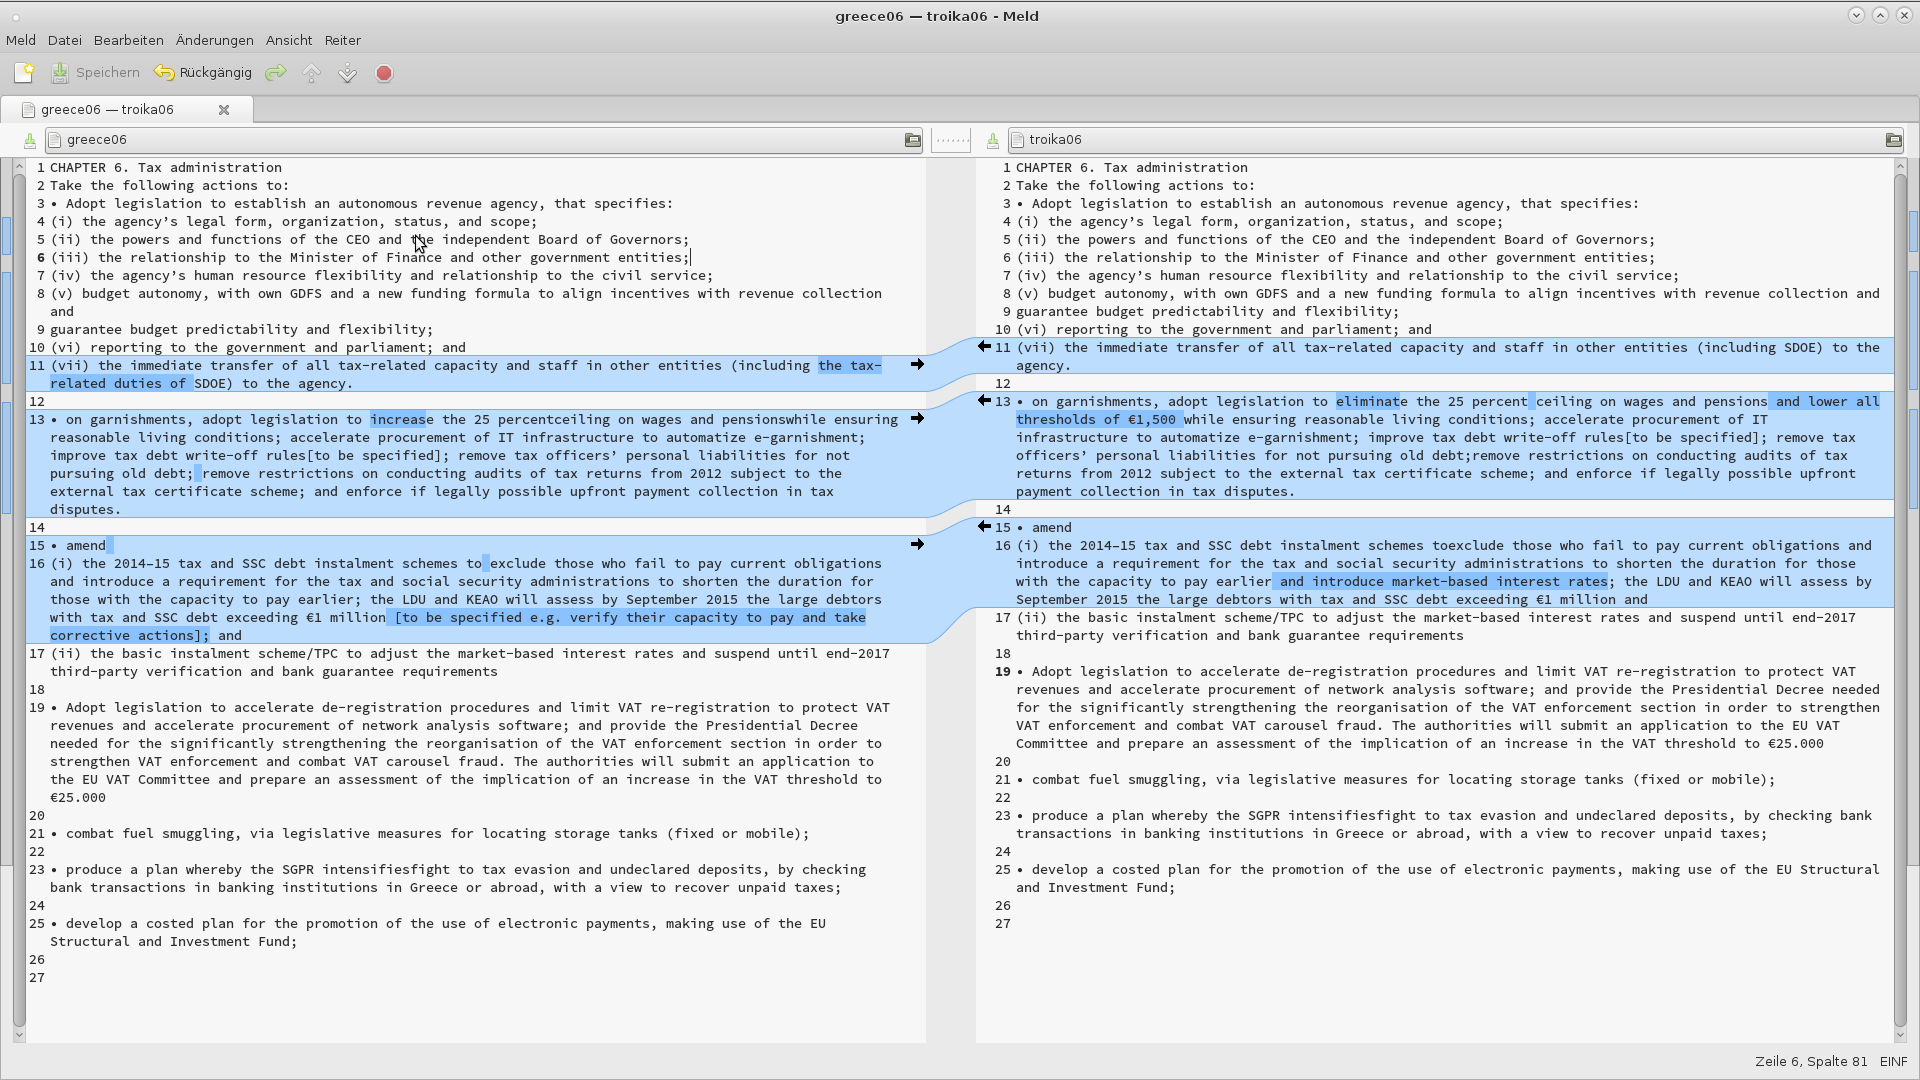 greece06 — troika06 - Meld
Meld Datei Bearbeiten Änderungen Ansicht Reiter
Speichern Rückgängig
greece06 — troika06
greece06
1 CHAPTER 6. Tax administration
2 Take the following actions to:
3 • Adopt legislation to establish an autonomous revenue agency, that specifies:
4 (i) the agency’s legal form, organization, status, and scope;
5 (ii) the powers and functions of the CEO and the independent Board of Governors;
6 (iii) the relationship to the Minister of Finance and other government entities;
7 (iv) the agency’s human resource flexibility and relationship to the civil service;
8 (v) budget autonomy, with own GDFS and a new funding formula to align incentives with revenue collection
and
9 guarantee budget predictability and flexibility;
10 (vi) reporting to the government and parliament; and
11 (vii) the immediate transfer of all tax-related capacity and staff in other entities (including the tax-
related duties of SDOE) to the agency.
12
13 • on garnishments, adopt legislation to increase the 25 percentceiling on wages and pensionswhile ensuring
reasonable living conditions; accelerate procurement of IT infrastructure to automatize e-garnishment;
improve tax debt write-off rules[to be specified]; remove tax officers’ personal liabilities for not
pursuing old debt; remove restrictions on conducting audits of tax returns from 2012 subject to the
external tax certificate scheme; and enforce if legally possible upfront payment collection in tax
disputes.
14
15 • amend
16 (i) the 2014–15 tax and SSC debt instalment schemes to exclude those who fail to pay current obligations
and introduce a requirement for the tax and social security administrations to shorten the duration for
those with the capacity to pay earlier; the LDU and KEAO will assess by September 2015 the large debtors
with tax and SSC debt exceeding €1 million [to be specified e.g. verify their capacity to pay and take
corrective actions]; and
17 (ii) the basic instalment scheme/TPC to adjust the market-based interest rates and suspend until end-2017
third-party verification and bank guarantee requirements
18
19 • Adopt legislation to accelerate de-registration procedures and limit VAT re-registration to protect VAT
revenues and accelerate procurement of network analysis software; and provide the Presidential Decree
needed for the significantly strengthening the reorganisation of the VAT enforcement section in order to
strengthen VAT enforcement and combat VAT carousel fraud. The authorities will submit an application to
the EU VAT Committee and prepare an assessment of the implication of an increase in the VAT threshold to
€25.000
20
21 • combat fuel smuggling, via legislative measures for locating storage tanks (fixed or mobile);
22
23 • produce a plan whereby the SGPR intensifiesfight to tax evasion and undeclared deposits, by checking
bank transactions in banking institutions in Greece or abroad, with a view to recover unpaid taxes;
24
25 • develop a costed plan for the promotion of the use of electronic payments, making use of the EU
Structural and Investment Fund;
26
27
troika06
1 CHAPTER 6. Tax administration
2 Take the following actions to:
3 • Adopt legislation to establish an autonomous revenue agency, that specifies:
4 (i) the agency’s legal form, organization, status, and scope;
5 (ii) the powers and functions of the CEO and the independent Board of Governors;
6 (iii) the relationship to the Minister of Finance and other government entities;
7 (iv) the agency’s human resource flexibility and relationship to the civil service;
8 (v) budget autonomy, with own GDFS and a new funding formula to align incentives with revenue collection and
9 guarantee budget predictability and flexibility;
10 (vi) reporting to the government and parliament; and
11 (vii) the immediate transfer of all tax-related capacity and staff in other entities (including SDOE) to the
agency.
12
13 • on garnishments, adopt legislation to eliminate the 25 percent ceiling on wages and pensions and lower all
thresholds of €1,500 while ensuring reasonable living conditions; accelerate procurement of IT
infrastructure to automatize e-garnishment; improve tax debt write-off rules[to be specified]; remove tax
officers’ personal liabilities for not pursuing old debt;remove restrictions on conducting audits of tax
returns from 2012 subject to the external tax certificate scheme; and enforce if legally possible upfront
payment collection in tax disputes.
14
15 • amend
16 (i) the 2014–15 tax and SSC debt instalment schemes toexclude those who fail to pay current obligations and
introduce a requirement for the tax and social security administrations to shorten the duration for those
with the capacity to pay earlier and introduce market-based interest rates; the LDU and KEAO will assess by
September 2015 the large debtors with tax and SSC debt exceeding €1 million and
17 (ii) the basic instalment scheme/TPC to adjust the market-based interest rates and suspend until end-2017
third-party verification and bank guarantee requirements
18
19 • Adopt legislation to accelerate de-registration procedures and limit VAT re-registration to protect VAT
revenues and accelerate procurement of network analysis software; and provide the Presidential Decree needed
for the significantly strengthening the reorganisation of the VAT enforcement section in order to strengthen
VAT enforcement and combat VAT carousel fraud. The authorities will submit an application to the EU VAT
Committee and prepare an assessment of the implication of an increase in the VAT threshold to €25.000
20
21 • combat fuel smuggling, via legislative measures for locating storage tanks (fixed or mobile);
22
23 • produce a plan whereby the SGPR intensifiesfight to tax evasion and undeclared deposits, by checking bank
transactions in banking institutions in Greece or abroad, with a view to recover unpaid taxes;
24
25 • develop a costed plan for the promotion of the use of electronic payments, making use of the EU Structural
and Investment Fund;
26
27
Zeile 6, Spalte 81 EINF